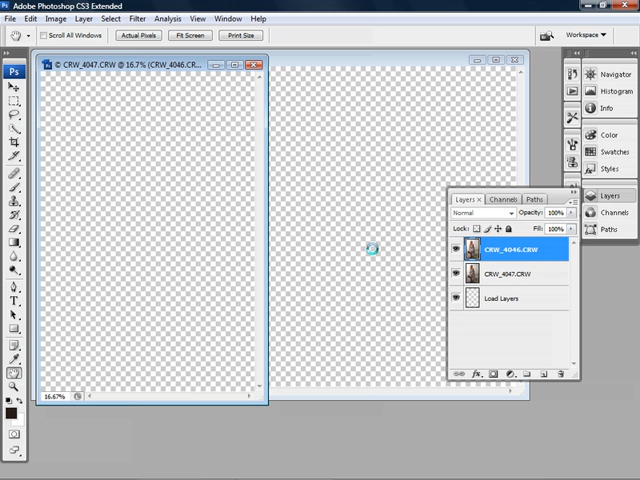 Ps Adobe Photoshop CS3 Extended
File Edit Image Layer Select Filter Analysis View Window Help
Scroll All Windows Actual Pixels Fit Screen Print Size Workspace ▼
© CRW_4047.CRW @ 16.7% (CRW_4046.CR...
Ps
Navigator
Histogram
Info
Color
Swatches
Styles
Layers
Channels
Paths
Layers × Channels Paths
Normal Opacity: 100%
Lock: Fill: 100%
CRW_4046.CRW
CRW_4047.CRW
Load Layers
16.67%